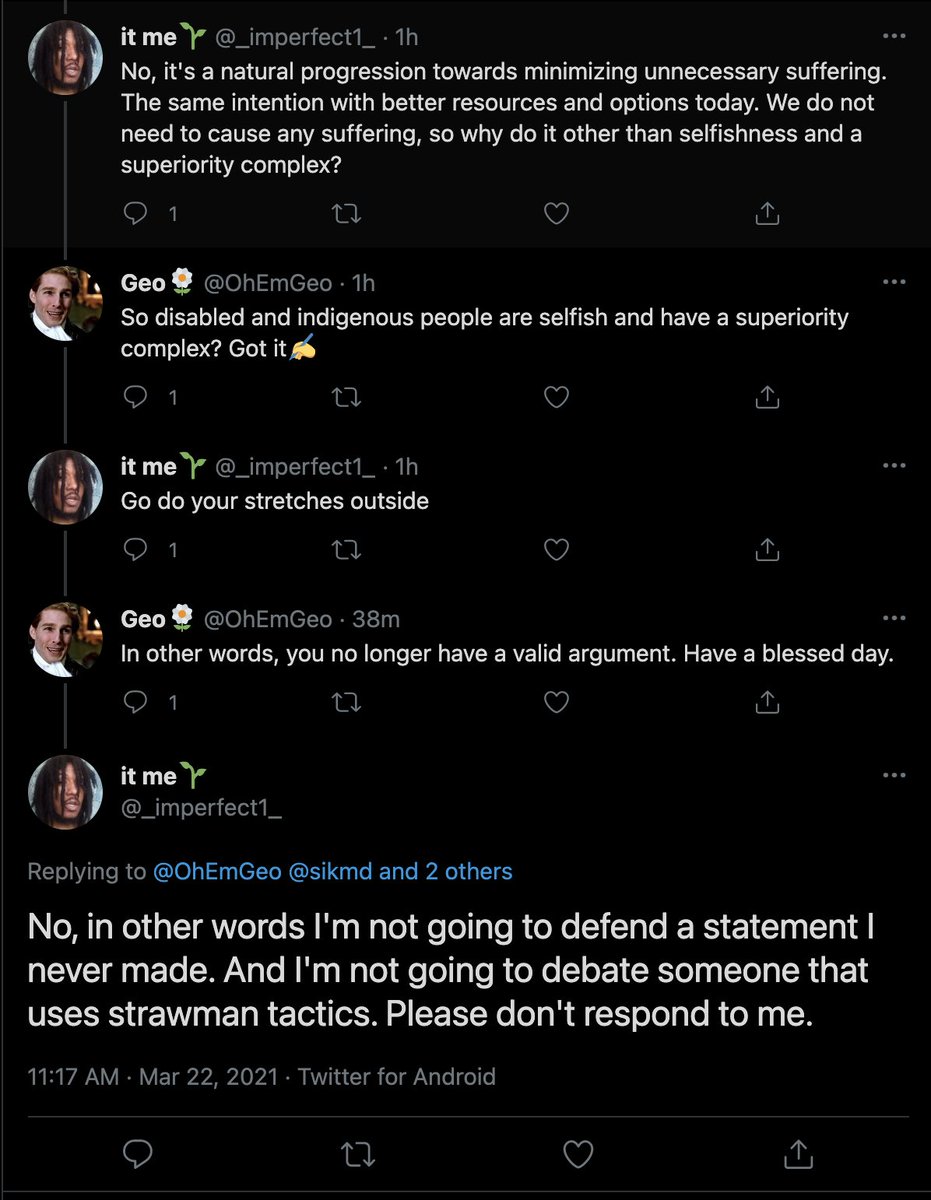 it me🌱 @_imperfect1_ · 1h
No, it's a natural progression towards minimizing unnecessary suffering.
The same intention with better resources and options today. We do not
need to cause any suffering, so why do it other than selfishness and a
superiority complex?
1
Geo🌼 @OhEmGeo · 1h
So disabled and indigenous people are selfish and have a superiority
complex? Got it✍️
1
it me🌱 @_imperfect1_ · 1h
Go do your stretches outside
1
Geo🌼 @OhEmGeo · 38m
In other words, you no longer have a valid argument. Have a blessed day.
1
it me🌱
@_imperfect1_
Replying to @OhEmGeo @sikmd and 2 others
No, in other words I'm not going to defend a statement I
never made. And I'm not going to debate someone that
uses strawman tactics. Please don't respond to me.
11:17 AM · Mar 22, 2021 · Twitter for Android